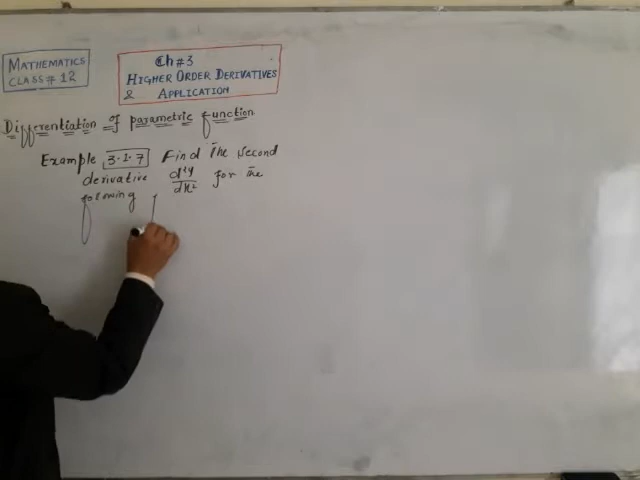 MATHEMATICS
CLASS # 12
Ch #3
HIGHER ORDER DERIVATIVES
& APPLICATION
Differentiation of parametric function
Example 3.1.7 Find The second
derivative d²y/dx² for the
following